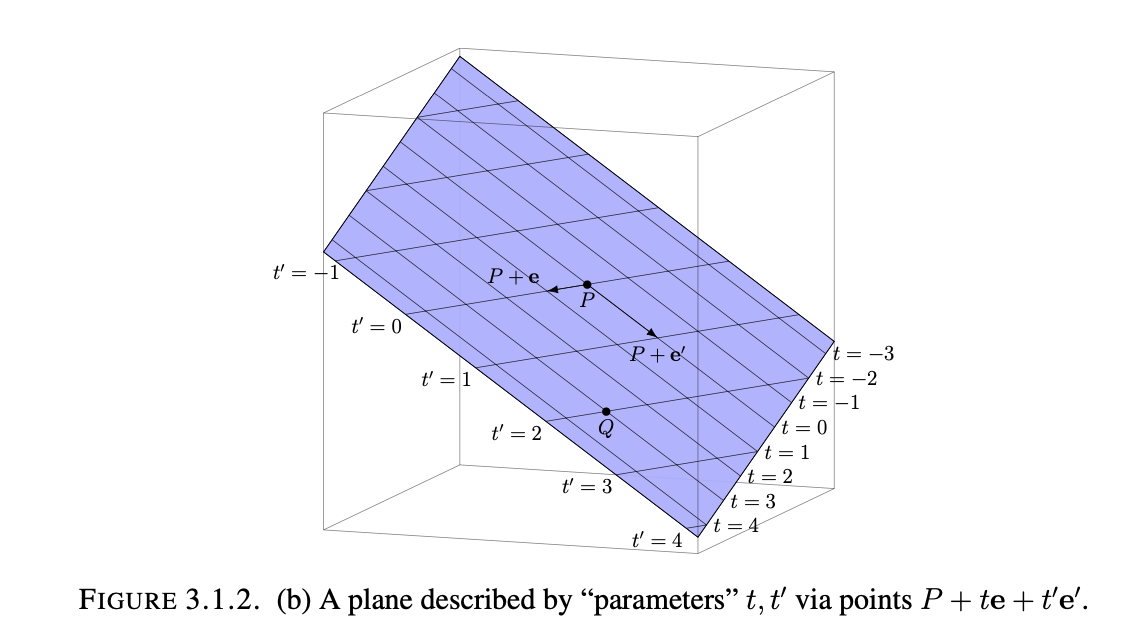 P + e
P
t′ = −1
t′ = 0
P + e′
t = −3
t′ = 1
t = −2
t = −1
Q
t′ = 2
t = 0
t = 1
t′ = 3
t = 2
t = 3
t = 4
t′ = 4
FIGURE 3.1.2. (b) A plane described by “parameters” t, t′ via points P + te + t′e′.